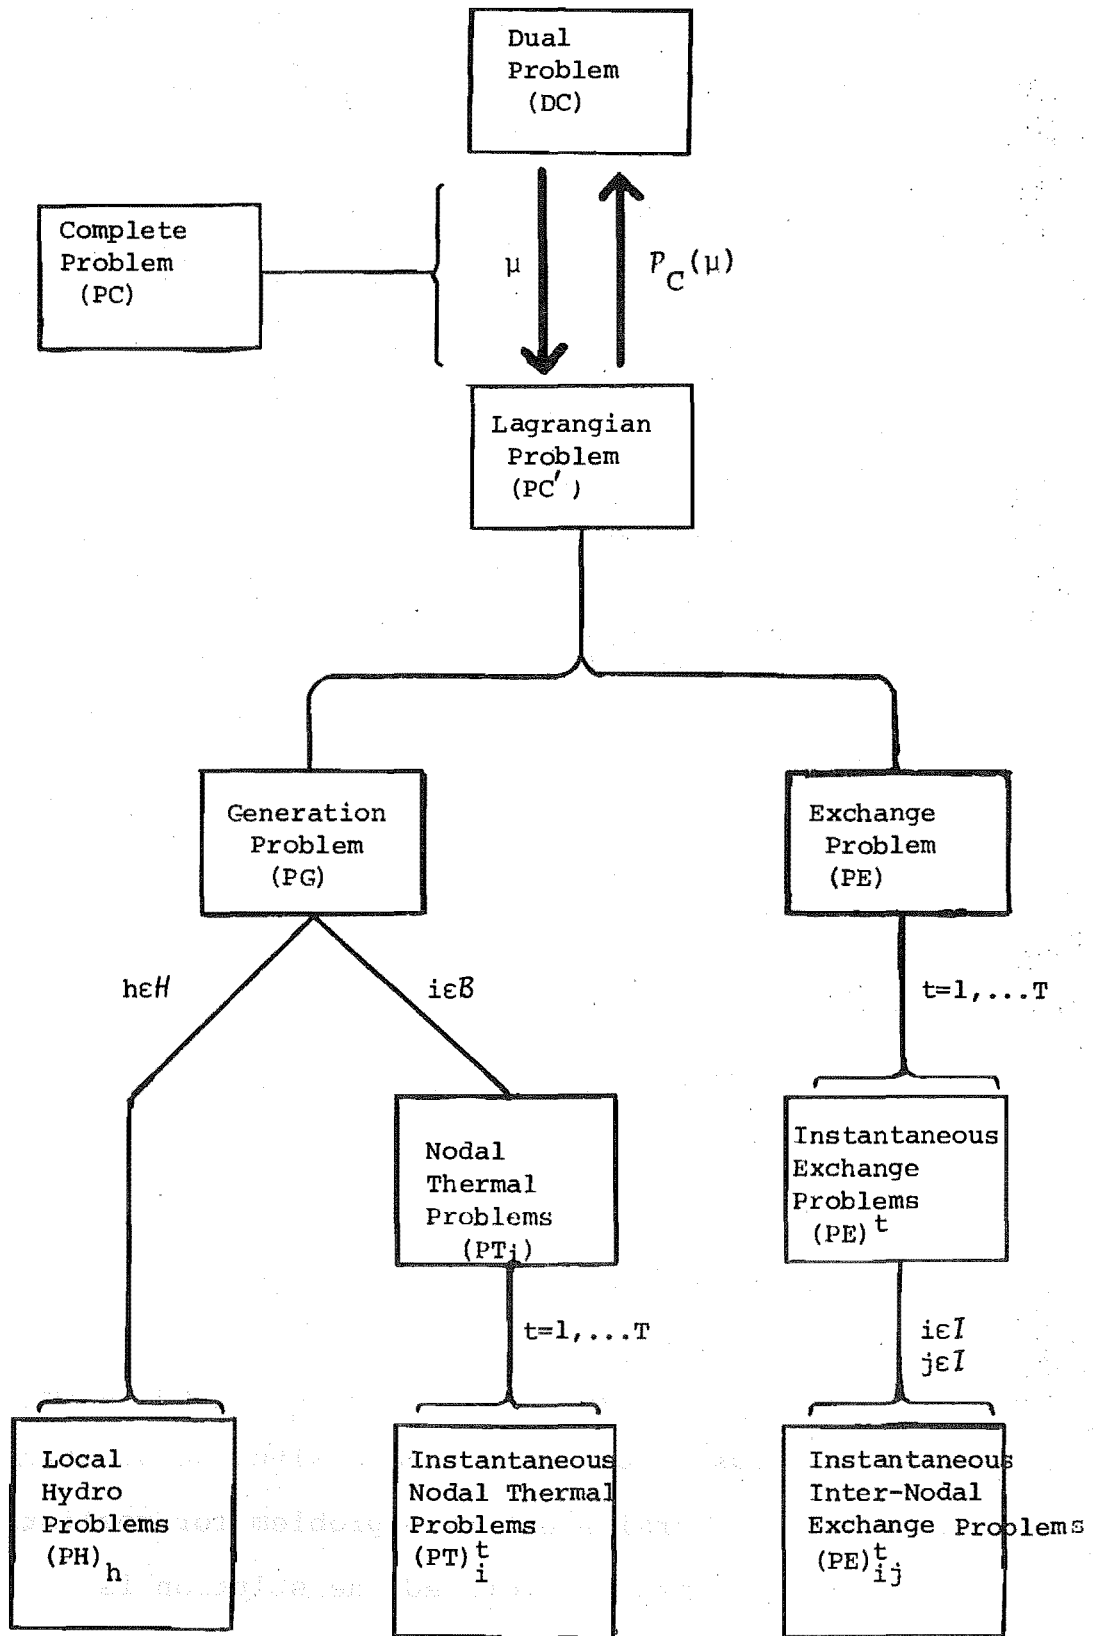 Dual
Problem
(DC)
Complete
Problem
(PC)
μ
P_C(μ)
Lagrangian
Problem
(PC′)
Generation
Problem
(PG)
Exchange
Problem
(PE)
hεH
iεB
t=1,...T
Nodal
Thermal
Problems
(PTi)
Instantaneous
Exchange
Problems
(PE)^t
t=1,...T
iεI
jεI
Local
Hydro
Problems
(PH)_h
Instantaneous
Nodal Thermal
Problems
(PT)^t_i
Instantaneous
Inter-Nodal
Exchange Problems
(PE)^t_ij